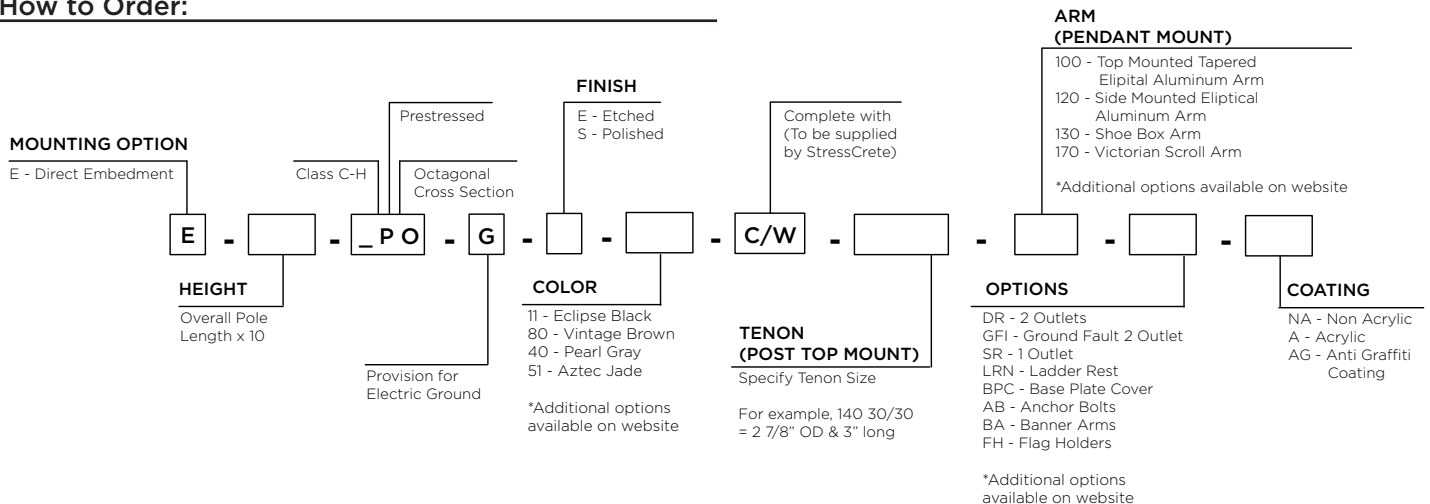 How to Order:
ARM
(PENDANT MOUNT)
100 - Top Mounted Tapered
Elipital Aluminum Arm
120 - Side Mounted Eliptical
Aluminum Arm
130 - Shoe Box Arm
170 - Victorian Scroll Arm
*Additional options available on website
FINISH
E - Etched
S - Polished
Prestressed
Complete with
(To be supplied
by StressCrete)
MOUNTING OPTION
E - Direct Embedment
Class C-H
Octagonal
Cross Section
E - - _ P O - G - - - C/W - - - -
HEIGHT
Overall Pole
Length x 10
Provision for
Electric Ground
COLOR
11 - Eclipse Black
80 - Vintage Brown
40 - Pearl Gray
51 - Aztec Jade
*Additional options
available on website
TENON
(POST TOP MOUNT)
Specify Tenon Size
For example, 140 30/30
= 2 7/8” OD & 3” long
OPTIONS
DR - 2 Outlets
GFI - Ground Fault 2 Outlet
SR - 1 Outlet
LRN - Ladder Rest
BPC - Base Plate Cover
AB - Anchor Bolts
BA - Banner Arms
FH - Flag Holders
*Additional options
available on website
COATING
NA - Non Acrylic
A - Acrylic
AG - Anti Graffiti
Coating